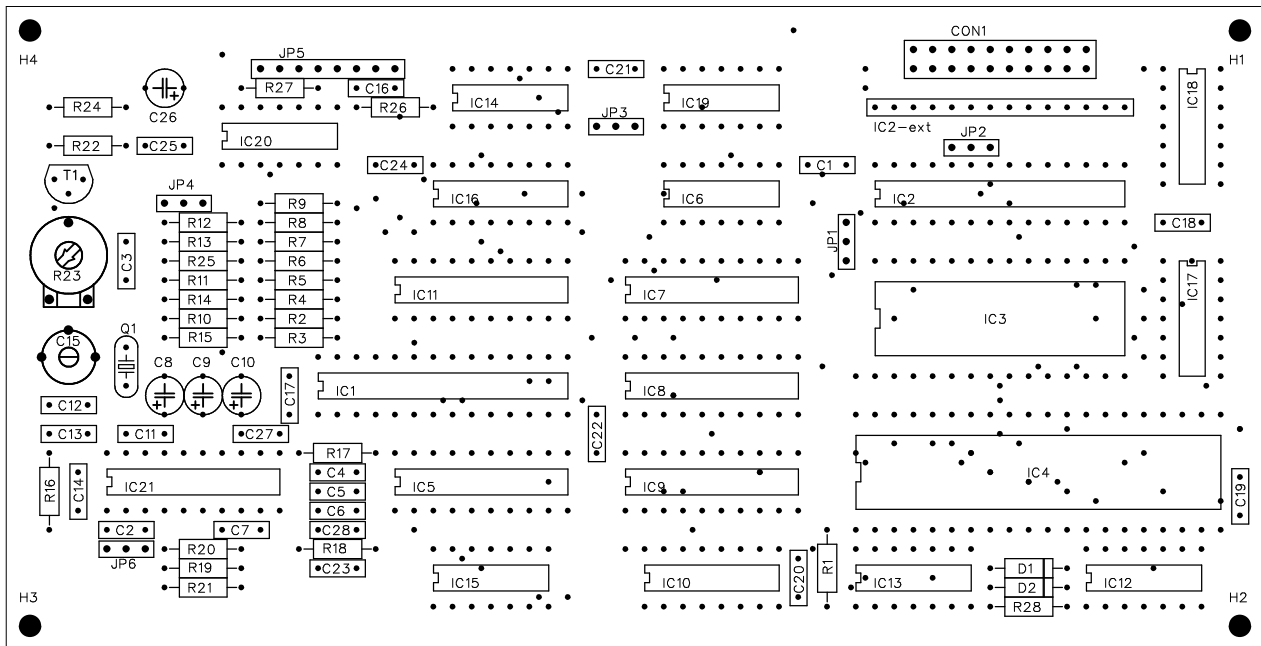 H4
JP5
CON1
H1
C21
R27
C16
IC14
IC19
IC18
R24
C26
R26
JP3
IC2-ext
JP2
R22
C25
IC20
T1
C24
C1
JP4
R9
IC16
IC6
IC2
R12
R8
C18
R13
R7
JP1
R23
C3
R25
R6
R11
R5
IC11
IC7
IC17
R14
R4
R10
R2
IC3
C15
Q1
R15
R3
C8
C9
C10
C17
IC1
IC8
C12
C13
C11
C27
C22
R17
R16
C14
IC21
C4
C5
IC5
IC9
IC4
C19
C6
C2
C7
C28
JP6
R20
R18
R19
C23
R21
IC15
IC10
C20
R1
IC13
D1
D2
R28
IC12
H3
H2